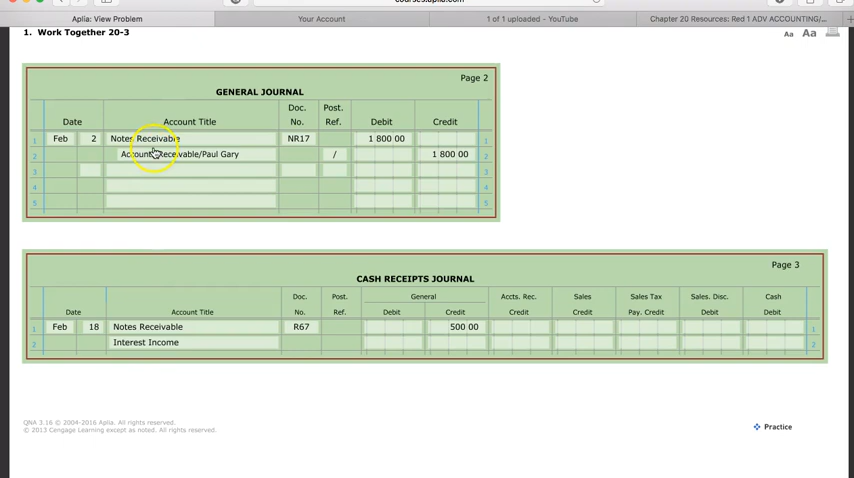 courses.aplia.com
Aplia: View Problem
Your Account
1 of 1 uploaded - YouTube
Chapter 20 Resources: Red 1 ADV ACCOUNTING/...
1. Work Together 20-3
Aa Aa
Page 2
GENERAL JOURNAL
Date Account Title Doc. No. Post. Ref. Debit Credit
1 Feb 2 Notes Receivable NR17 1 800 00 1
2 Accounts Receivable/Paul Gary / 1 800 00 2
3 3
4 4
5 5
Page 3
CASH RECEIPTS JOURNAL
Doc. Post. General Accts. Rec. Sales Sales Tax Sales. Disc. Cash
Date Account Title No. Ref. Debit Credit Credit Credit Pay. Credit Debit Debit
1 Feb 18 Notes Receivable R67 500 00 1
2 Interest Income 2
QNA 3.16 © 2004-2016 Aplia. All rights reserved.
© 2013 Cengage Learning except as noted. All rights reserved.
Practice